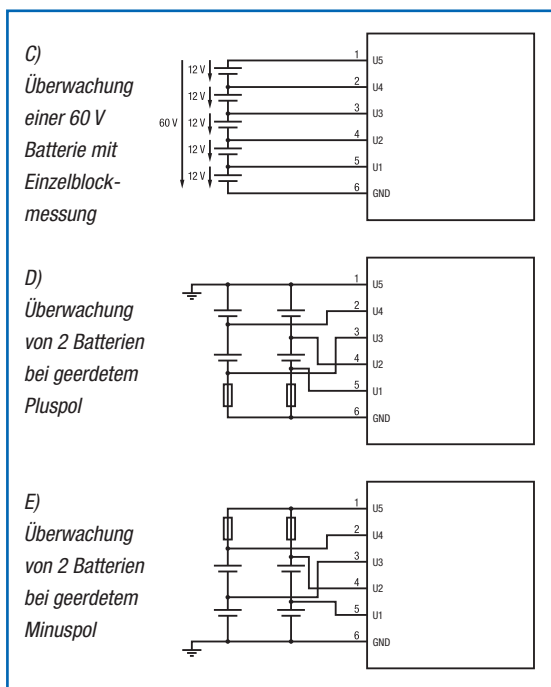 C)
Überwachung
einer 60 V
Batterie mit
Einzelblock-
messung
60 V
12 V
12 V
12 V
12 V
12 V
1 U5
2 U4
3 U3
4 U2
5 U1
6 GND
D)
Überwachung
von 2 Batterien
bei geerdetem
Pluspol
1 U5
2 U4
3 U3
4 U2
5 U1
6 GND
E)
Überwachung
von 2 Batterien
bei geerdetem
Minuspol
1 U5
2 U4
3 U3
4 U2
5 U1
6 GND